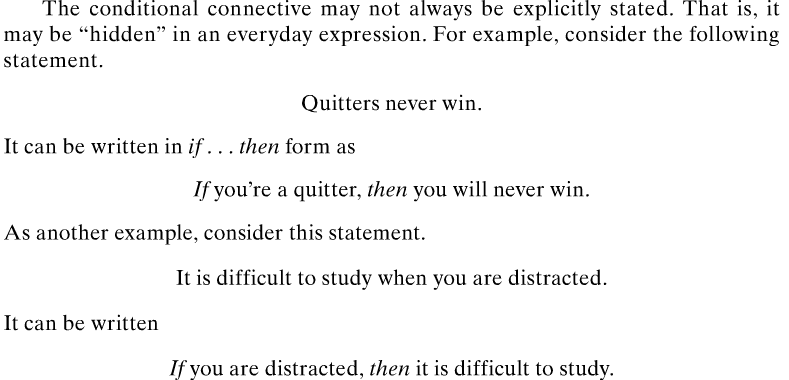 The conditional connective may not always be explicitly stated. That is, it
may be “hidden” in an everyday expression. For example, consider the following
statement.
Quitters never win.
It can be written in if . . . then form as
If you’re a quitter, then you will never win.
As another example, consider this statement.
It is difficult to study when you are distracted.
It can be written
If you are distracted, then it is difficult to study.